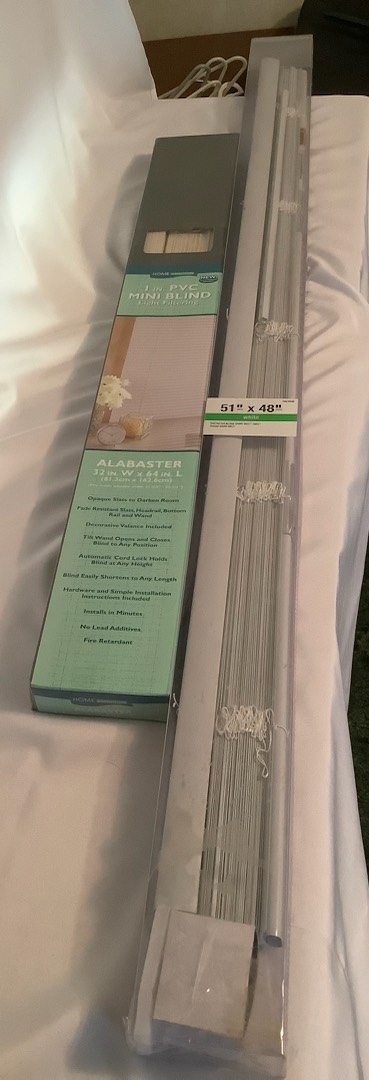 HOME
NEW
1 IN. PVC
MINI BLIND
Light Filtering
ALABASTER
32 IN. W x 64 IN. L
Opaque Slats to Darken Room
Fade Resistant Slats, Headrail, Bottom
Rail and Wand
Decorative Valance Included
Tilt Wand Opens and Closes
Blind to Any Position
Automatic Cord Lock Holds
Blind at Any Height
Blind Easily Shortens to Any Length
Hardware and Simple Installation
Instructions Included
Installs in Minutes
No Lead Additives
Fire Retardant
HOME
51" x 48"
white